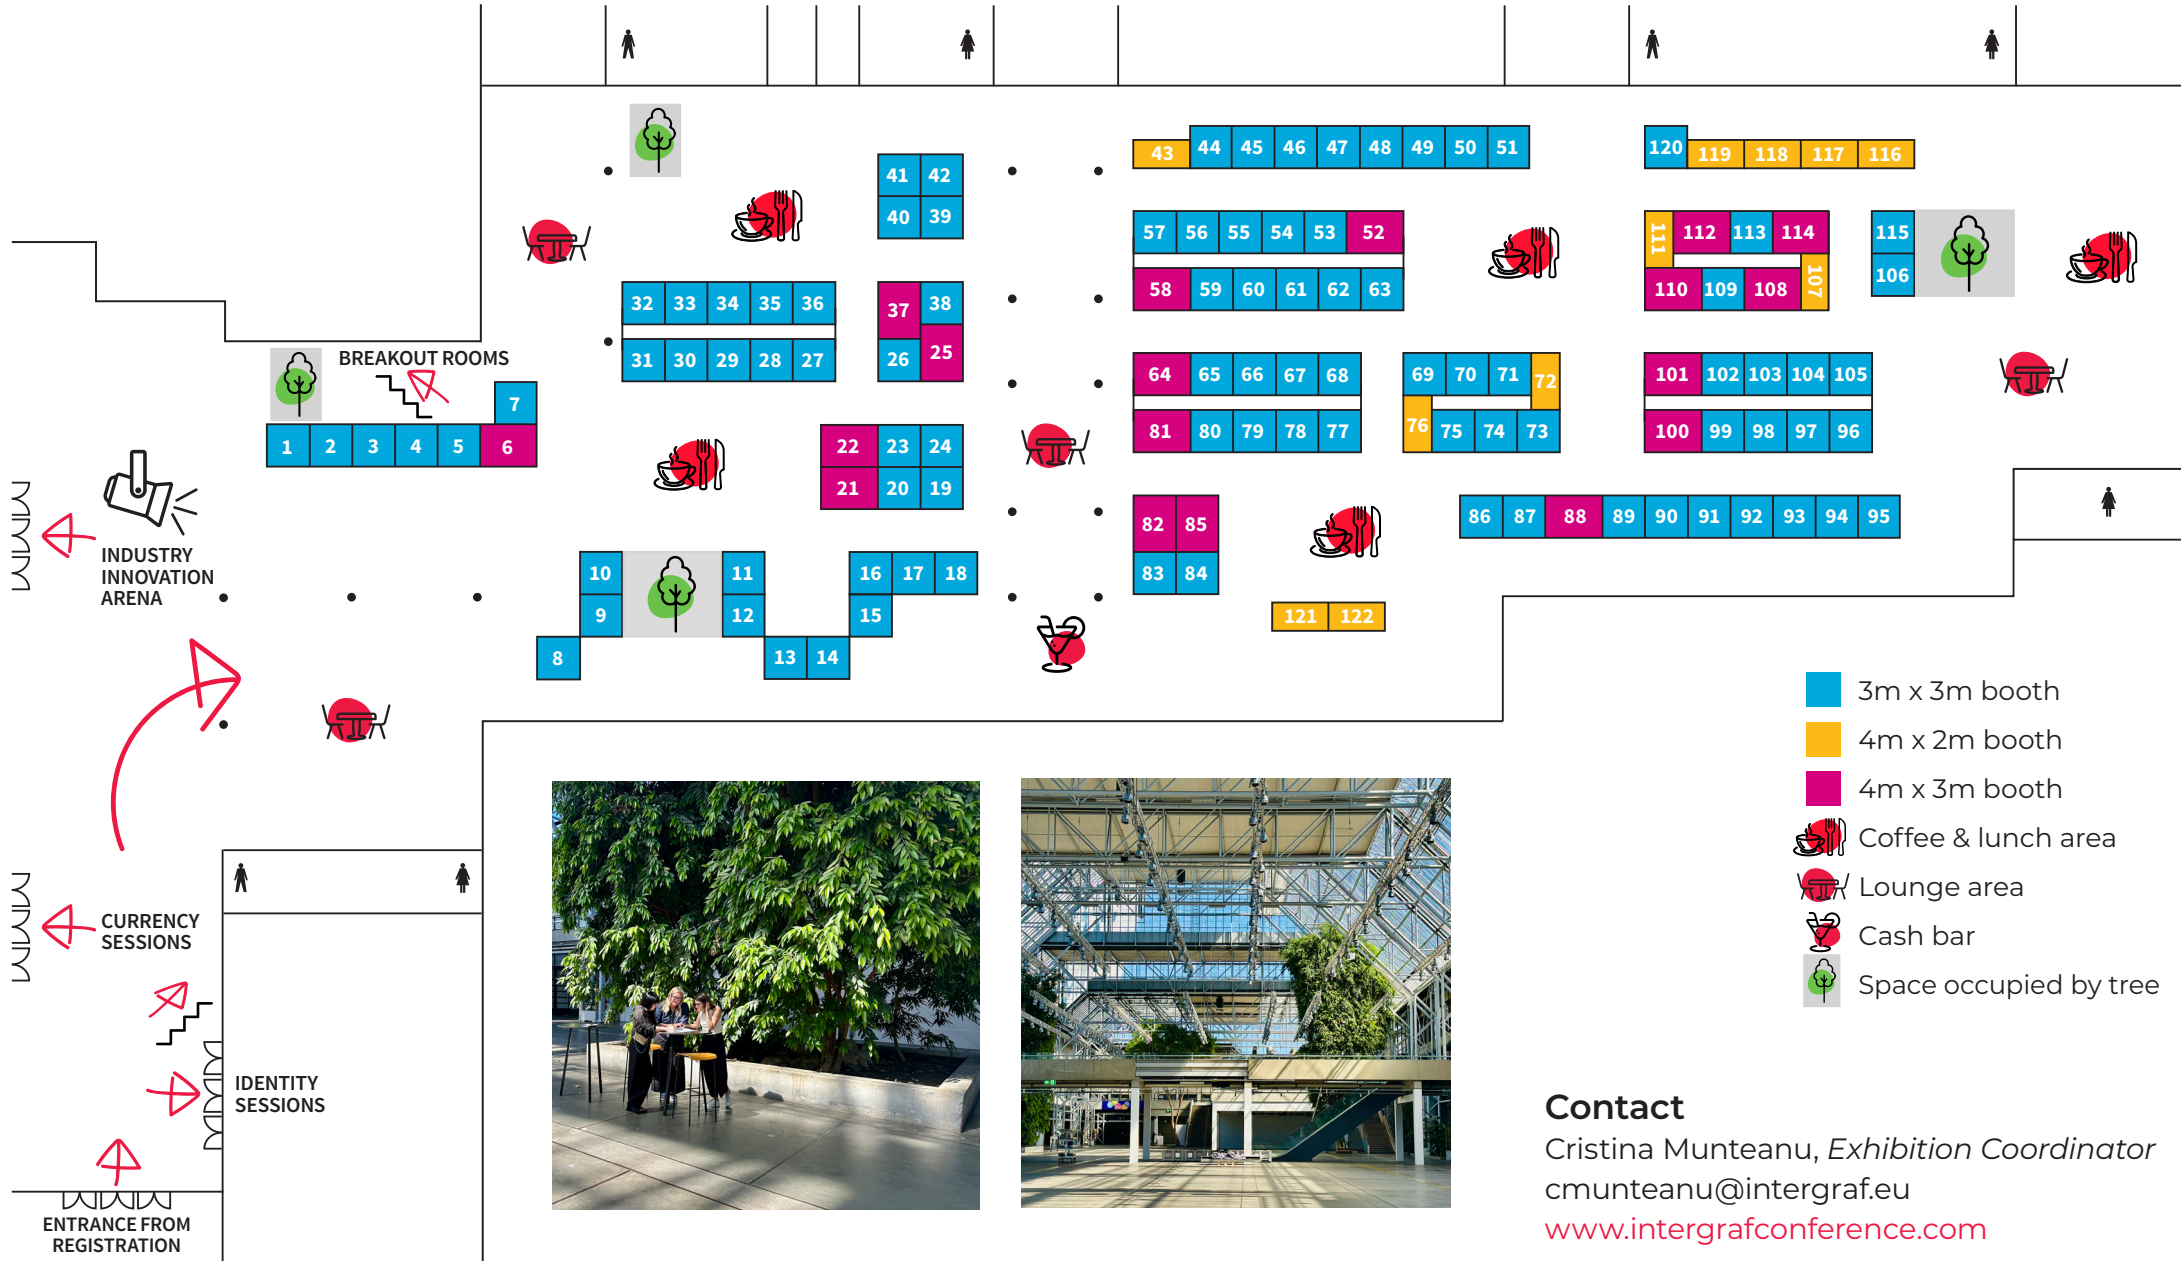 41 42
40 39
43 44 45 46 47 48 49 50 51
120 119 118 117 116
57 56 55 54 53 52
58 59 60 61 62 63
111 112 113 114
110 109 108 107
115
106
32 33 34 35 36
31 30 29 28 27
37 38
26 25
BREAKOUT ROOMS
7
1 2 3 4 5 6
64 65 66 67 68
81 80 79 78 77
69 70 71 72
76 75 74 73
101 102 103 104 105
100 99 98 97 96
22 23 24
21 20 19
82 85
83 84
86 87 88 89 90 91 92 93 94 95
INDUSTRY
INNOVATION
ARENA
10
9
8
11
12
13 14
16 17 18
15
121 122
3m x 3m booth
4m x 2m booth
4m x 3m booth
Coffee & lunch area
Lounge area
Cash bar
Space occupied by tree
CURRENCY
SESSIONS
IDENTITY
SESSIONS
ENTRANCE FROM
REGISTRATION
Contact
Cristina Munteanu, Exhibition Coordinator
cmunteanu@intergraf.eu
www.intergrafconference.com